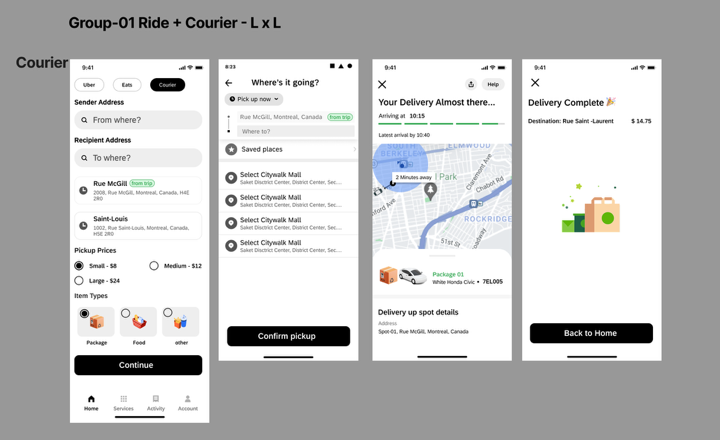 Group-01 Ride + Courier - L x L
Courier
9:41
Uber
Eats
Courier
Sender Address
From where?
Recipient Address
To where?
Rue McGill
from trip
2008, Rue McGill, Montreal, Canada, H4E
2R0
Saint-Louis
1002, Rue Saint-Louis, Montreal, Canada,
H5E 2R0
Pickup Prices
Small - $8
Medium - $12
Large - $24
Item Types
Package
Food
other
Continue
Home
Services
Activity
Account
8:23
Where's it going?
Pick up now
Rue McGill, Montreal, Canada
from trip
Where to?
Saved places
Select Citywalk Mall
Saket Disctrict Center, District Center, Sec...
Select Citywalk Mall
Saket Disctrict Center, District Center, Sec...
Select Citywalk Mall
Saket Disctrict Center, District Center, Sec...
Select Citywalk Mall
Saket Disctrict Center, District Center, Sec...
Confirm pickup
9:41
Help
Your Delivery Almost there...
Arriving at 10:15
Latest arrival by 10:40
BERKELEY
ELMWOOD
2 Minutes away
Park
Claremont Ave
Chabot Rd
ROCKRIDGE
51st St
Broadway
Package 01
White Honda Civic • 7EL005
Delivery up spot details
Address
Spot-01, Rue McGill, Montreal, Canada
9:41
Delivery Complete 🎉
Destination: Rue Saint -Laurent
$ 14.75
Back to Home